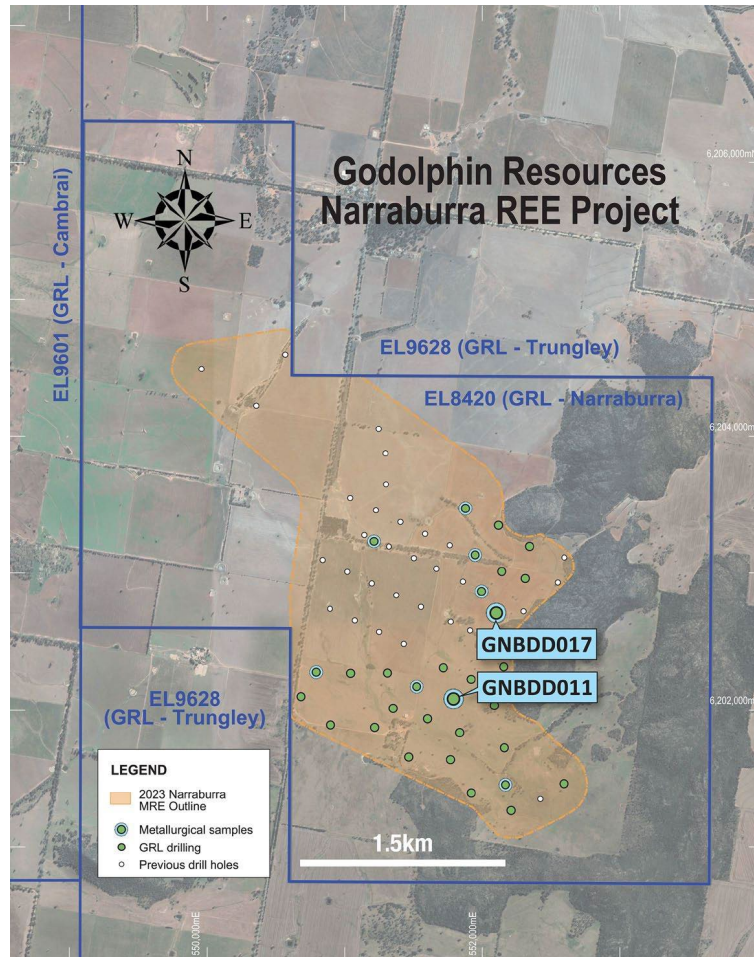 6,206,000mN
Godolphin Resources
Narraburra REE Project
N
W
E
S
EL9601 (GRL - Cambrai)
EL9628 (GRL - Trungley)
EL8420 (GRL - Narraburra)
6,204,000mN
GNBDD017
GNBDD011
6,202,000mN
EL9628
(GRL - Trungley)
LEGEND
2023 Narraburra
MRE Outline
Metallurgical samples
GRL drilling
Previous drill holes
1.5km
550,000mE
552,000mE